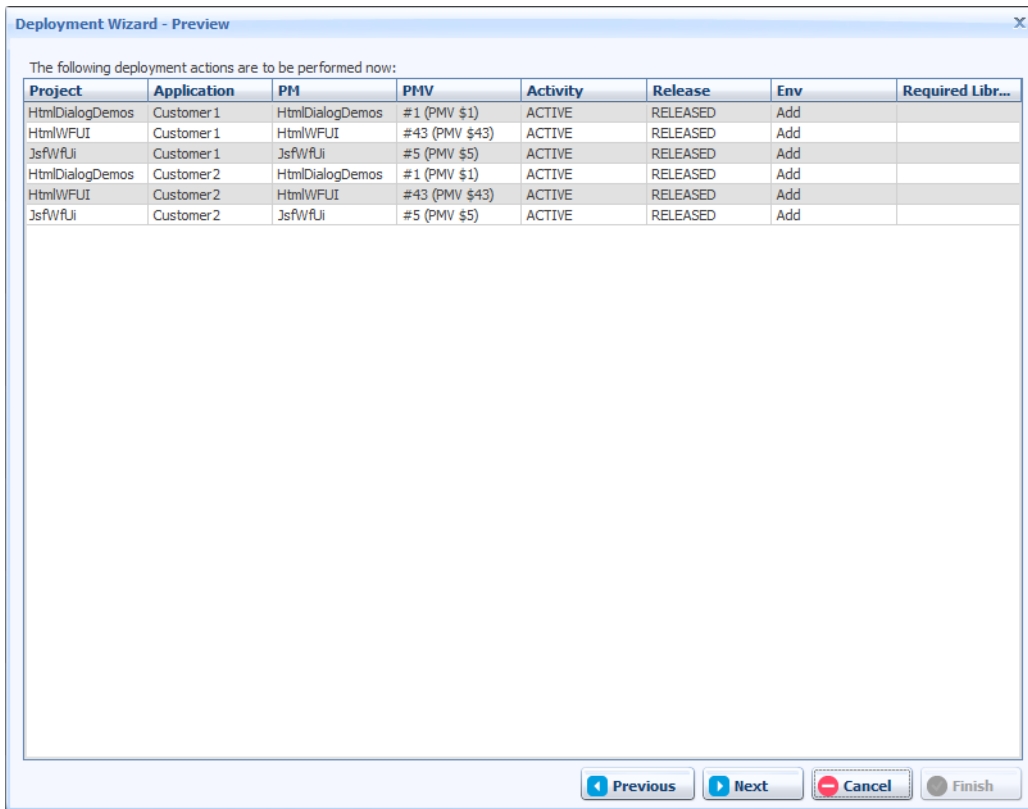 Deployment Wizard - Preview
The following deployment actions are to be performed now:
Project Application PM PMV Activity Release Env Required Libr...
HtmlDialogDemos Customer1 HtmlDialogDemos #1 (PMV $1) ACTIVE RELEASED Add
HtmlWFUI Customer1 HtmlWFUI #43 (PMV $43) ACTIVE RELEASED Add
JsfWfUi Customer1 JsfWfUi #5 (PMV $5) ACTIVE RELEASED Add
HtmlDialogDemos Customer2 HtmlDialogDemos #1 (PMV $1) ACTIVE RELEASED Add
HtmlWFUI Customer2 HtmlWFUI #43 (PMV $43) ACTIVE RELEASED Add
JsfWfUi Customer2 JsfWfUi #5 (PMV $5) ACTIVE RELEASED Add
Previous Next Cancel Finish